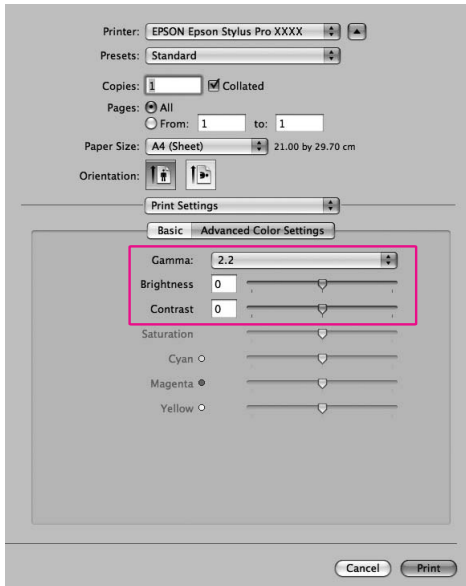 Printer: EPSON Epson Stylus Pro XXXX
Presets: Standard
Copies: 1 Collated
Pages: All
From: 1 to: 1
Paper Size: A4 (Sheet) 21.00 by 29.70 cm
Orientation:
Print Settings
Basic Advanced Color Settings
Gamma: 2.2
Brightness 0
Contrast 0
Saturation
Cyan
Magenta
Yellow
Cancel Print